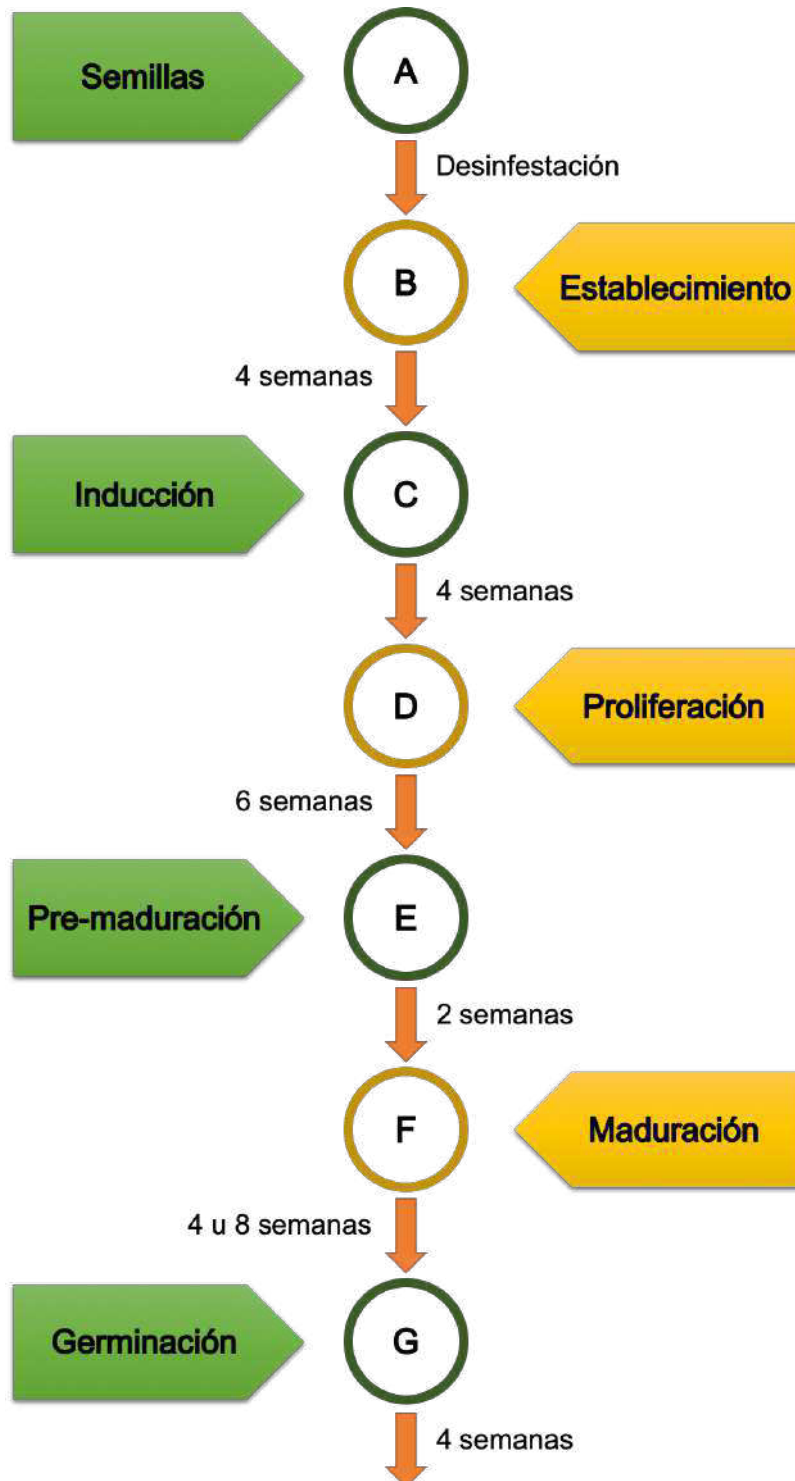 Semillas
A
Desinfestación
B
Establecimiento
4 semanas
Inducción
C
4 semanas
D
Proliferación
6 semanas
Pre-maduración
E
2 semanas
F
Maduración
4 u 8 semanas
Germinación
G
4 semanas